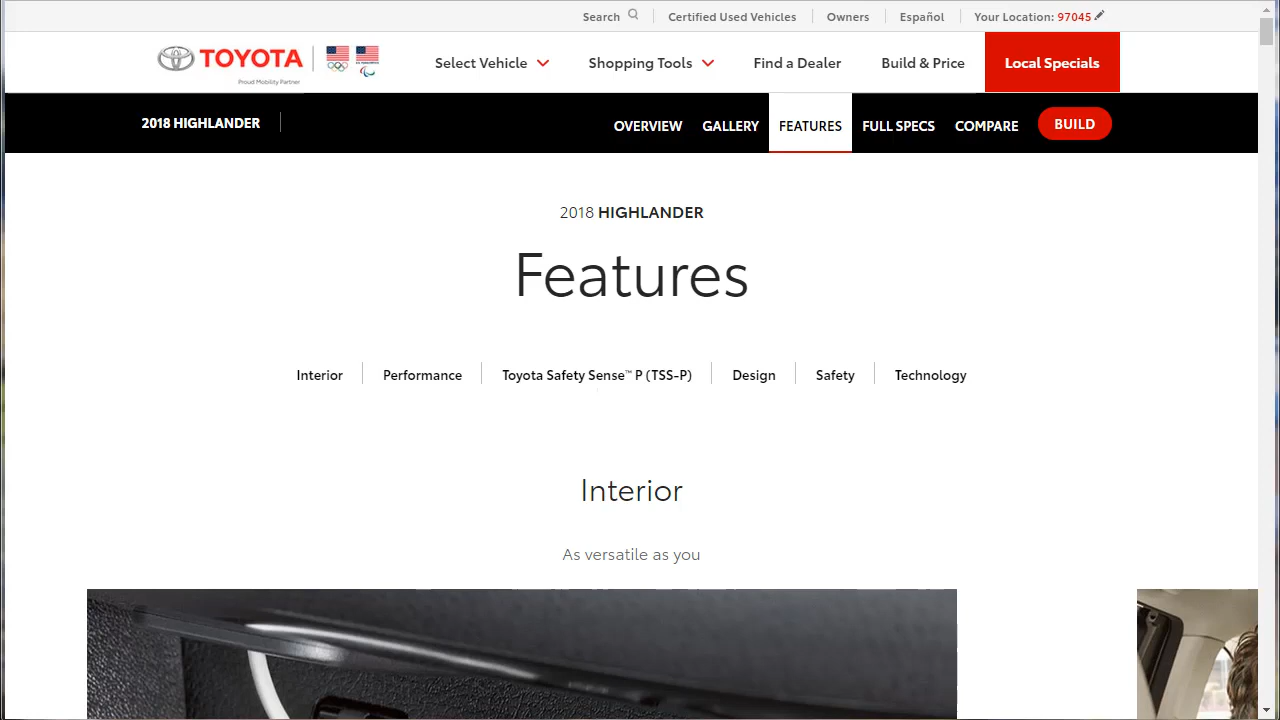 Search
Certified Used Vehicles
Owners
Español
Your Location: 97045
TOYOTA
Proud Mobility Partner
Select Vehicle
Shopping Tools
Find a Dealer
Build & Price
Local Specials
2018 HIGHLANDER
OVERVIEW
GALLERY
FEATURES
FULL SPECS
COMPARE
BUILD
2018 HIGHLANDER
Features
Interior
Performance
Toyota Safety Sense™ P (TSS-P)
Design
Safety
Technology
Interior
As versatile as you